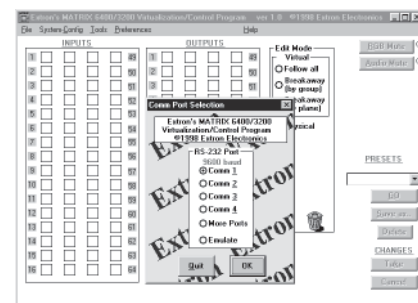 Extron's MATRIX 6400/3200 Virtualization/Control Program ver 1.0 ©1998 Extron Electronics
File System-Config Tools Preferences Help
INPUTS
OUTPUTS
1 49
2 50
3 51
4 52
5 53
6 54
7 55
8 56
9 57
10 58
11 59
12 60
13 61
14 62
15 63
16 64
49
50
51
Edit Mode
Virtual
Follow all
Breakaway
(by group)
RGB Mute
Audio Mute
Comm Port Selection
Extron's MATRIX 6400/3200
Virtualization/Control Program
©1998 Extron Electronics
RS-232 Port
9600 baud
Comm 1
Comm 2
Comm 3
Comm 4
More Ports
Emulate
Quit OK
PRESETS
GO
Save as...
Delete
CHANGES
Take
Cancel